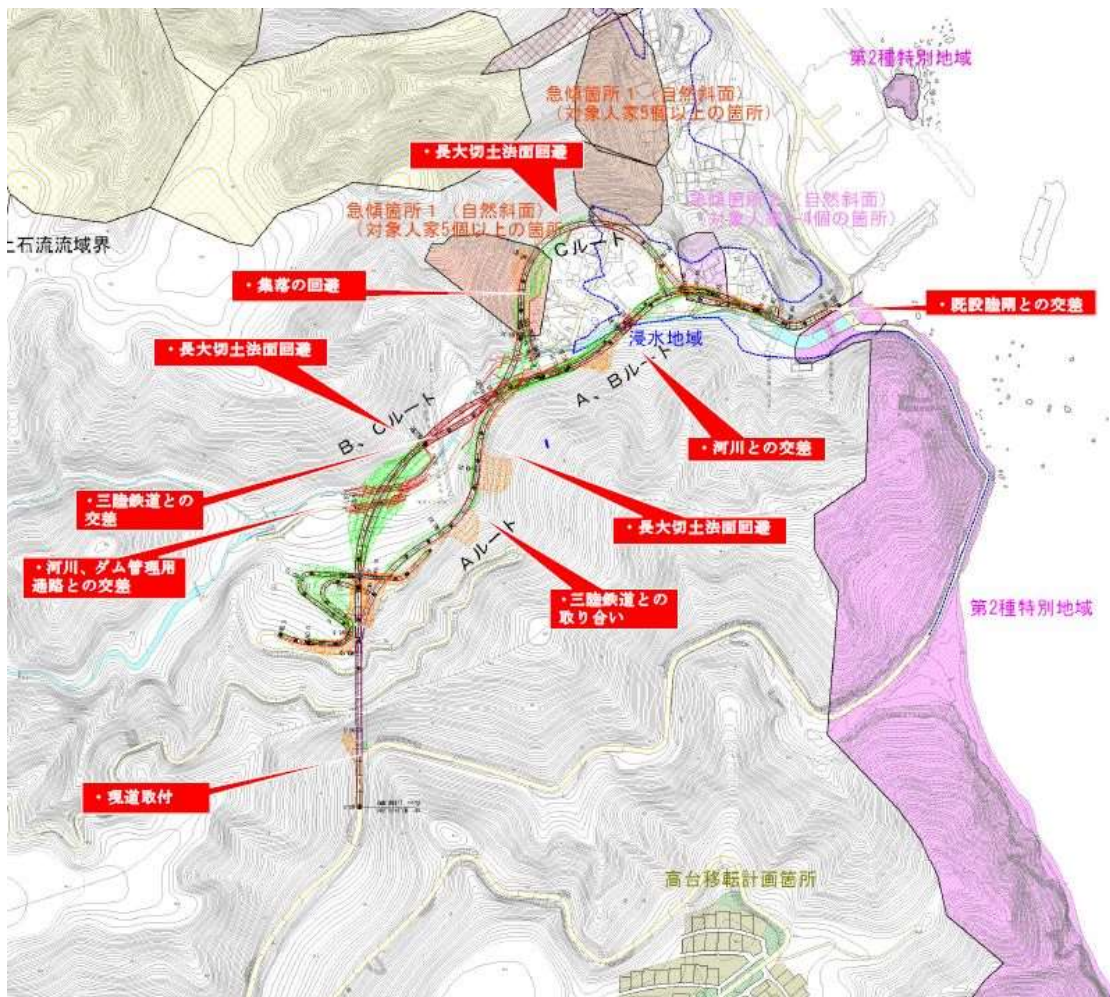 第2種特別地域
急傾箇所1 (自然斜面)
(対象人家5個以上の箇所)
・長大切土法面回避
急傾箇所1 (自然斜面)
(対象人家5個以上の箇所)
Cルート
土石流流域界
・集落の回避
・既設陸閘との交差
・長大切土法面回避
浸水地域
A、Bルート
B、Cルート
・河川との交差
・三陸鉄道との
交差
・長大切土法面回避
Aルート
・河川、ダム管理用
通路との交差
・三陸鉄道との
取り合い
第2種特別地域
・現道取付
高台移転計画箇所